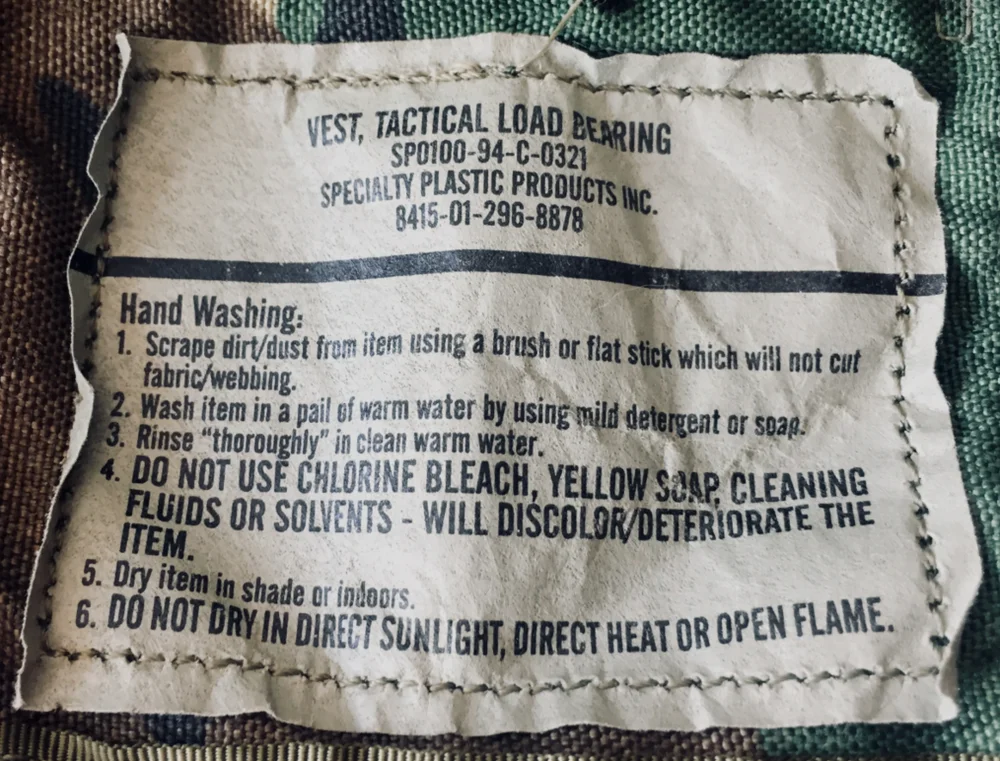 VEST, TACTICAL LOAD BEARING
SP0100-94-C-0321
SPECIALTY PLASTIC PRODUCTS INC.
8415-01-296-8878
Hand Washing:
1. Scrape dirt/dust from item using a brush or flat stick which will not cut
fabric/webbing.
2. Wash item in a pail of warm water by using mild detergent or soap.
3. Rinse “thoroughly” in clean warm water.
4. DO NOT USE CHLORINE BLEACH, YELLOW SOAP, CLEANING
FLUIDS OR SOLVENTS - WILL DISCOLOR/DETERIORATE THE
ITEM.
5. Dry item in shade or indoors.
6. DO NOT DRY IN DIRECT SUNLIGHT, DIRECT HEAT OR OPEN FLAME.